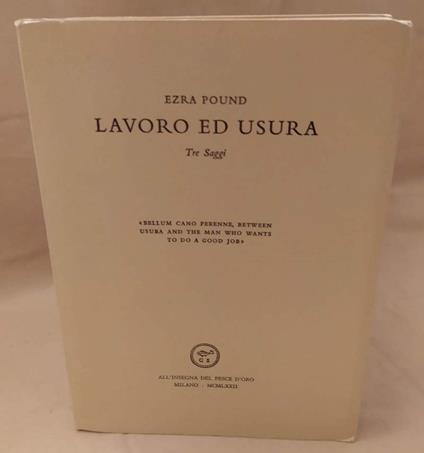 EZRA POUND
LAVORO ED USURA
Tre Saggi
«BELLUM CANO PERENNE, BETWEEN
USURA AND THE MAN WHO WANTS
TO DO A GOOD JOB»
G S
ALL'INSEGNA DEL PESCE D'ORO
MILANO · MCMLXXII